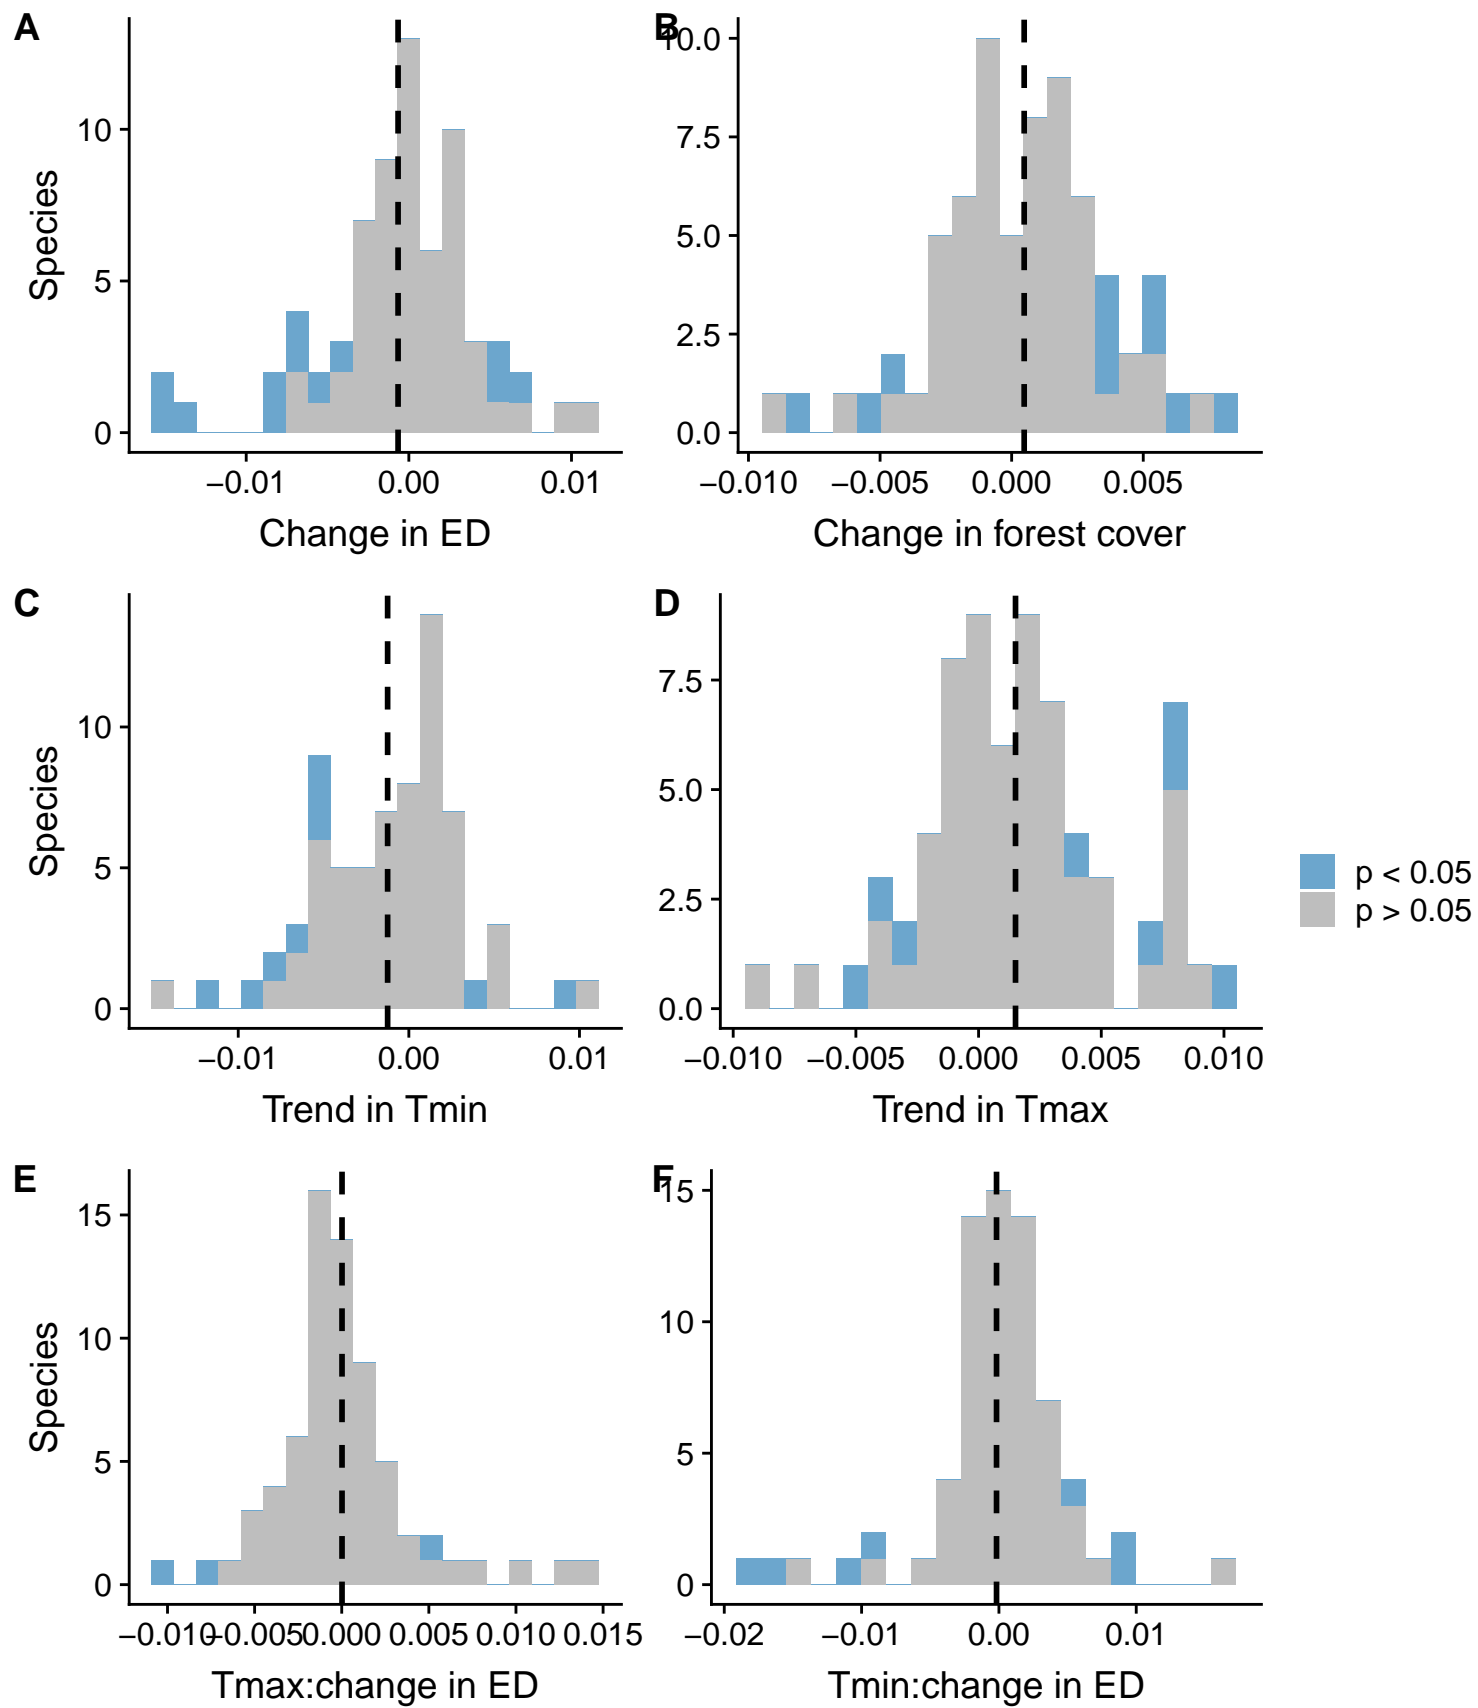 A
B
Species
10
5
0
−0.01
0.00
0.01
Change in ED
10.0
7.5
5.0
2.5
0.0
−0.010
−0.005
0.000
0.005
Change in forest cover
C
D
Species
10
5
0
−0.01
0.00
0.01
Trend in Tmin
7.5
5.0
2.5
0.0
−0.010
−0.005
0.000
0.005
0.010
Trend in Tmax
p < 0.05
p > 0.05
E
F
Species
15
10
5
0
−0.010
−0.005
0.000
0.005
0.010
0.015
Tmax:change in ED
15
10
5
0
−0.02
−0.01
0.00
0.01
Tmin:change in ED